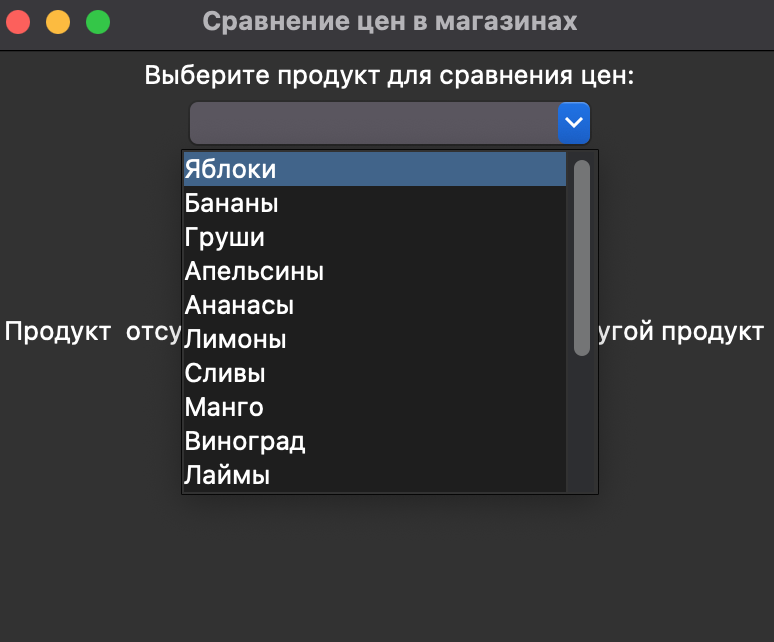 Сравнение цен в магазинах
Выберите продукт для сравнения цен:
Яблоки
Бананы
Груши
Апельсины
Ананасы
Продукт отсу
угой продукт
Лимоны
Сливы
Манго
Виноград
Лаймы